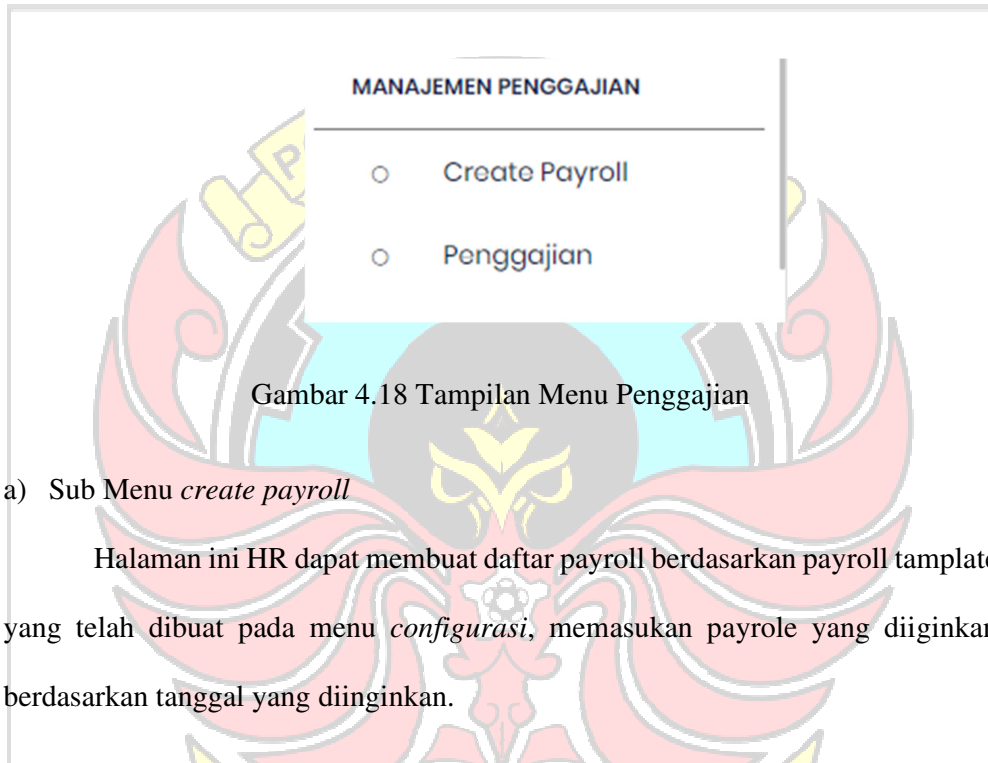 MANAJEMEN PENGGAJIAN
Create Payroll
Penggajian
Gambar 4.18 Tampilan Menu Penggajian
a) Sub Menu create payroll
Halaman ini HR dapat membuat daftar payroll berdasarkan payroll tamplate
yang telah dibuat pada menu configurasi, memasukan payrole yang diiginkan
berdasarkan tanggal yang diinginkan.